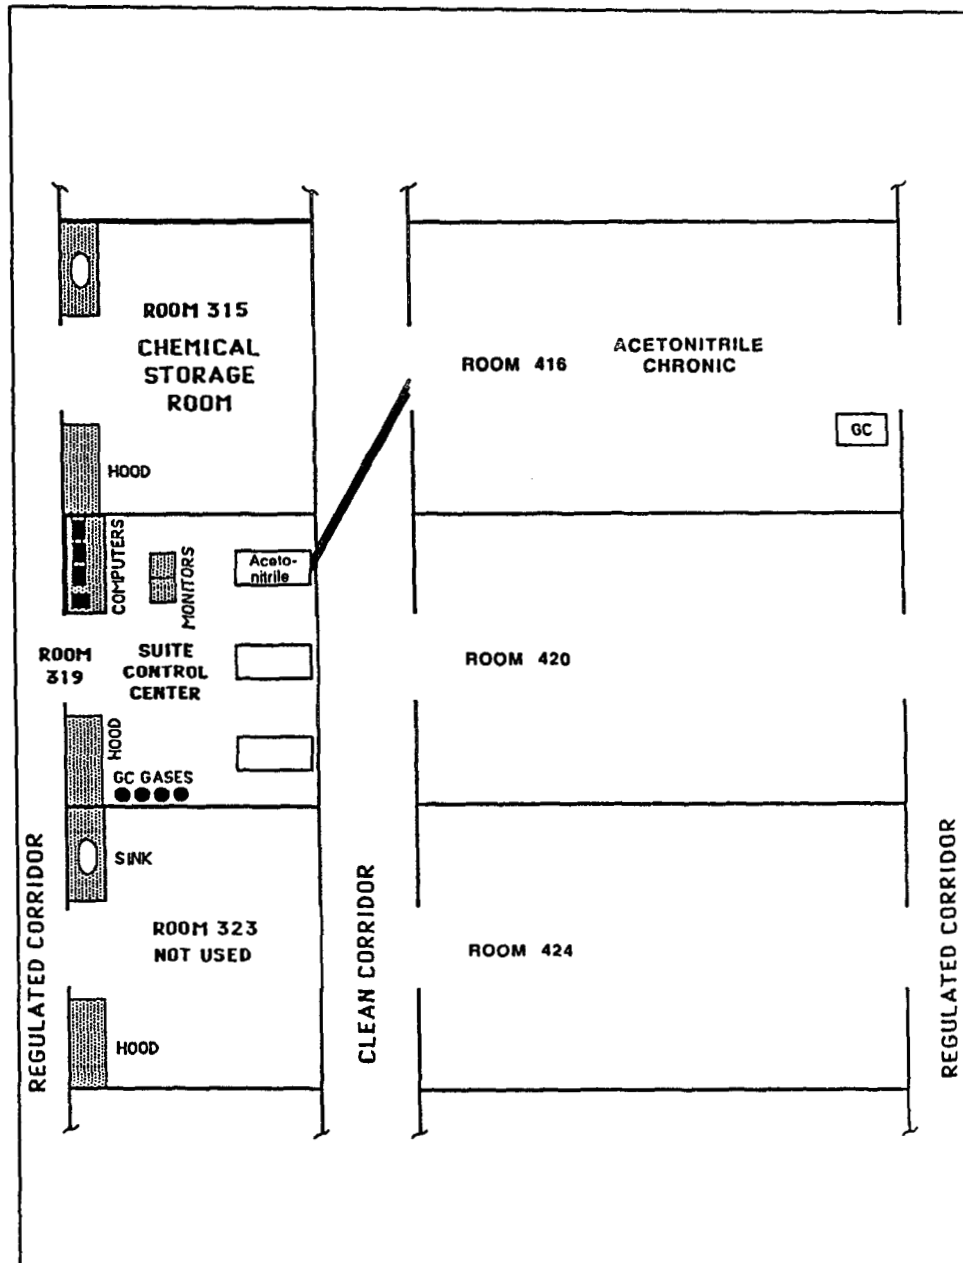 ROOM 315
CHEMICAL
STORAGE
ROOM
HOOD
COMPUTERS
MONITORS
Aceto-
nitrile
ROOM
319
SUITE
CONTROL
CENTER
HOOD
GC GASES
SINK
ROOM 323
NOT USED
HOOD
REGULATED CORRIDOR
CLEAN CORRIDOR
ROOM 416
ACETONITRILE
CHRONIC
GC
ROOM 420
ROOM 424
REGULATED CORRIDOR